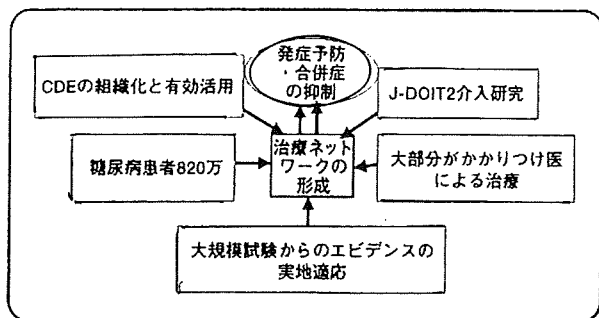 発症予防
・合併症
の抑制
CDEの組織化と有効活用
J-DOIT2介入研究
治療ネット
ワークの
形成
糖尿病患者820万
大部分がかかりつけ医
による治療
大規模試験からのエビデンスの
実地適応